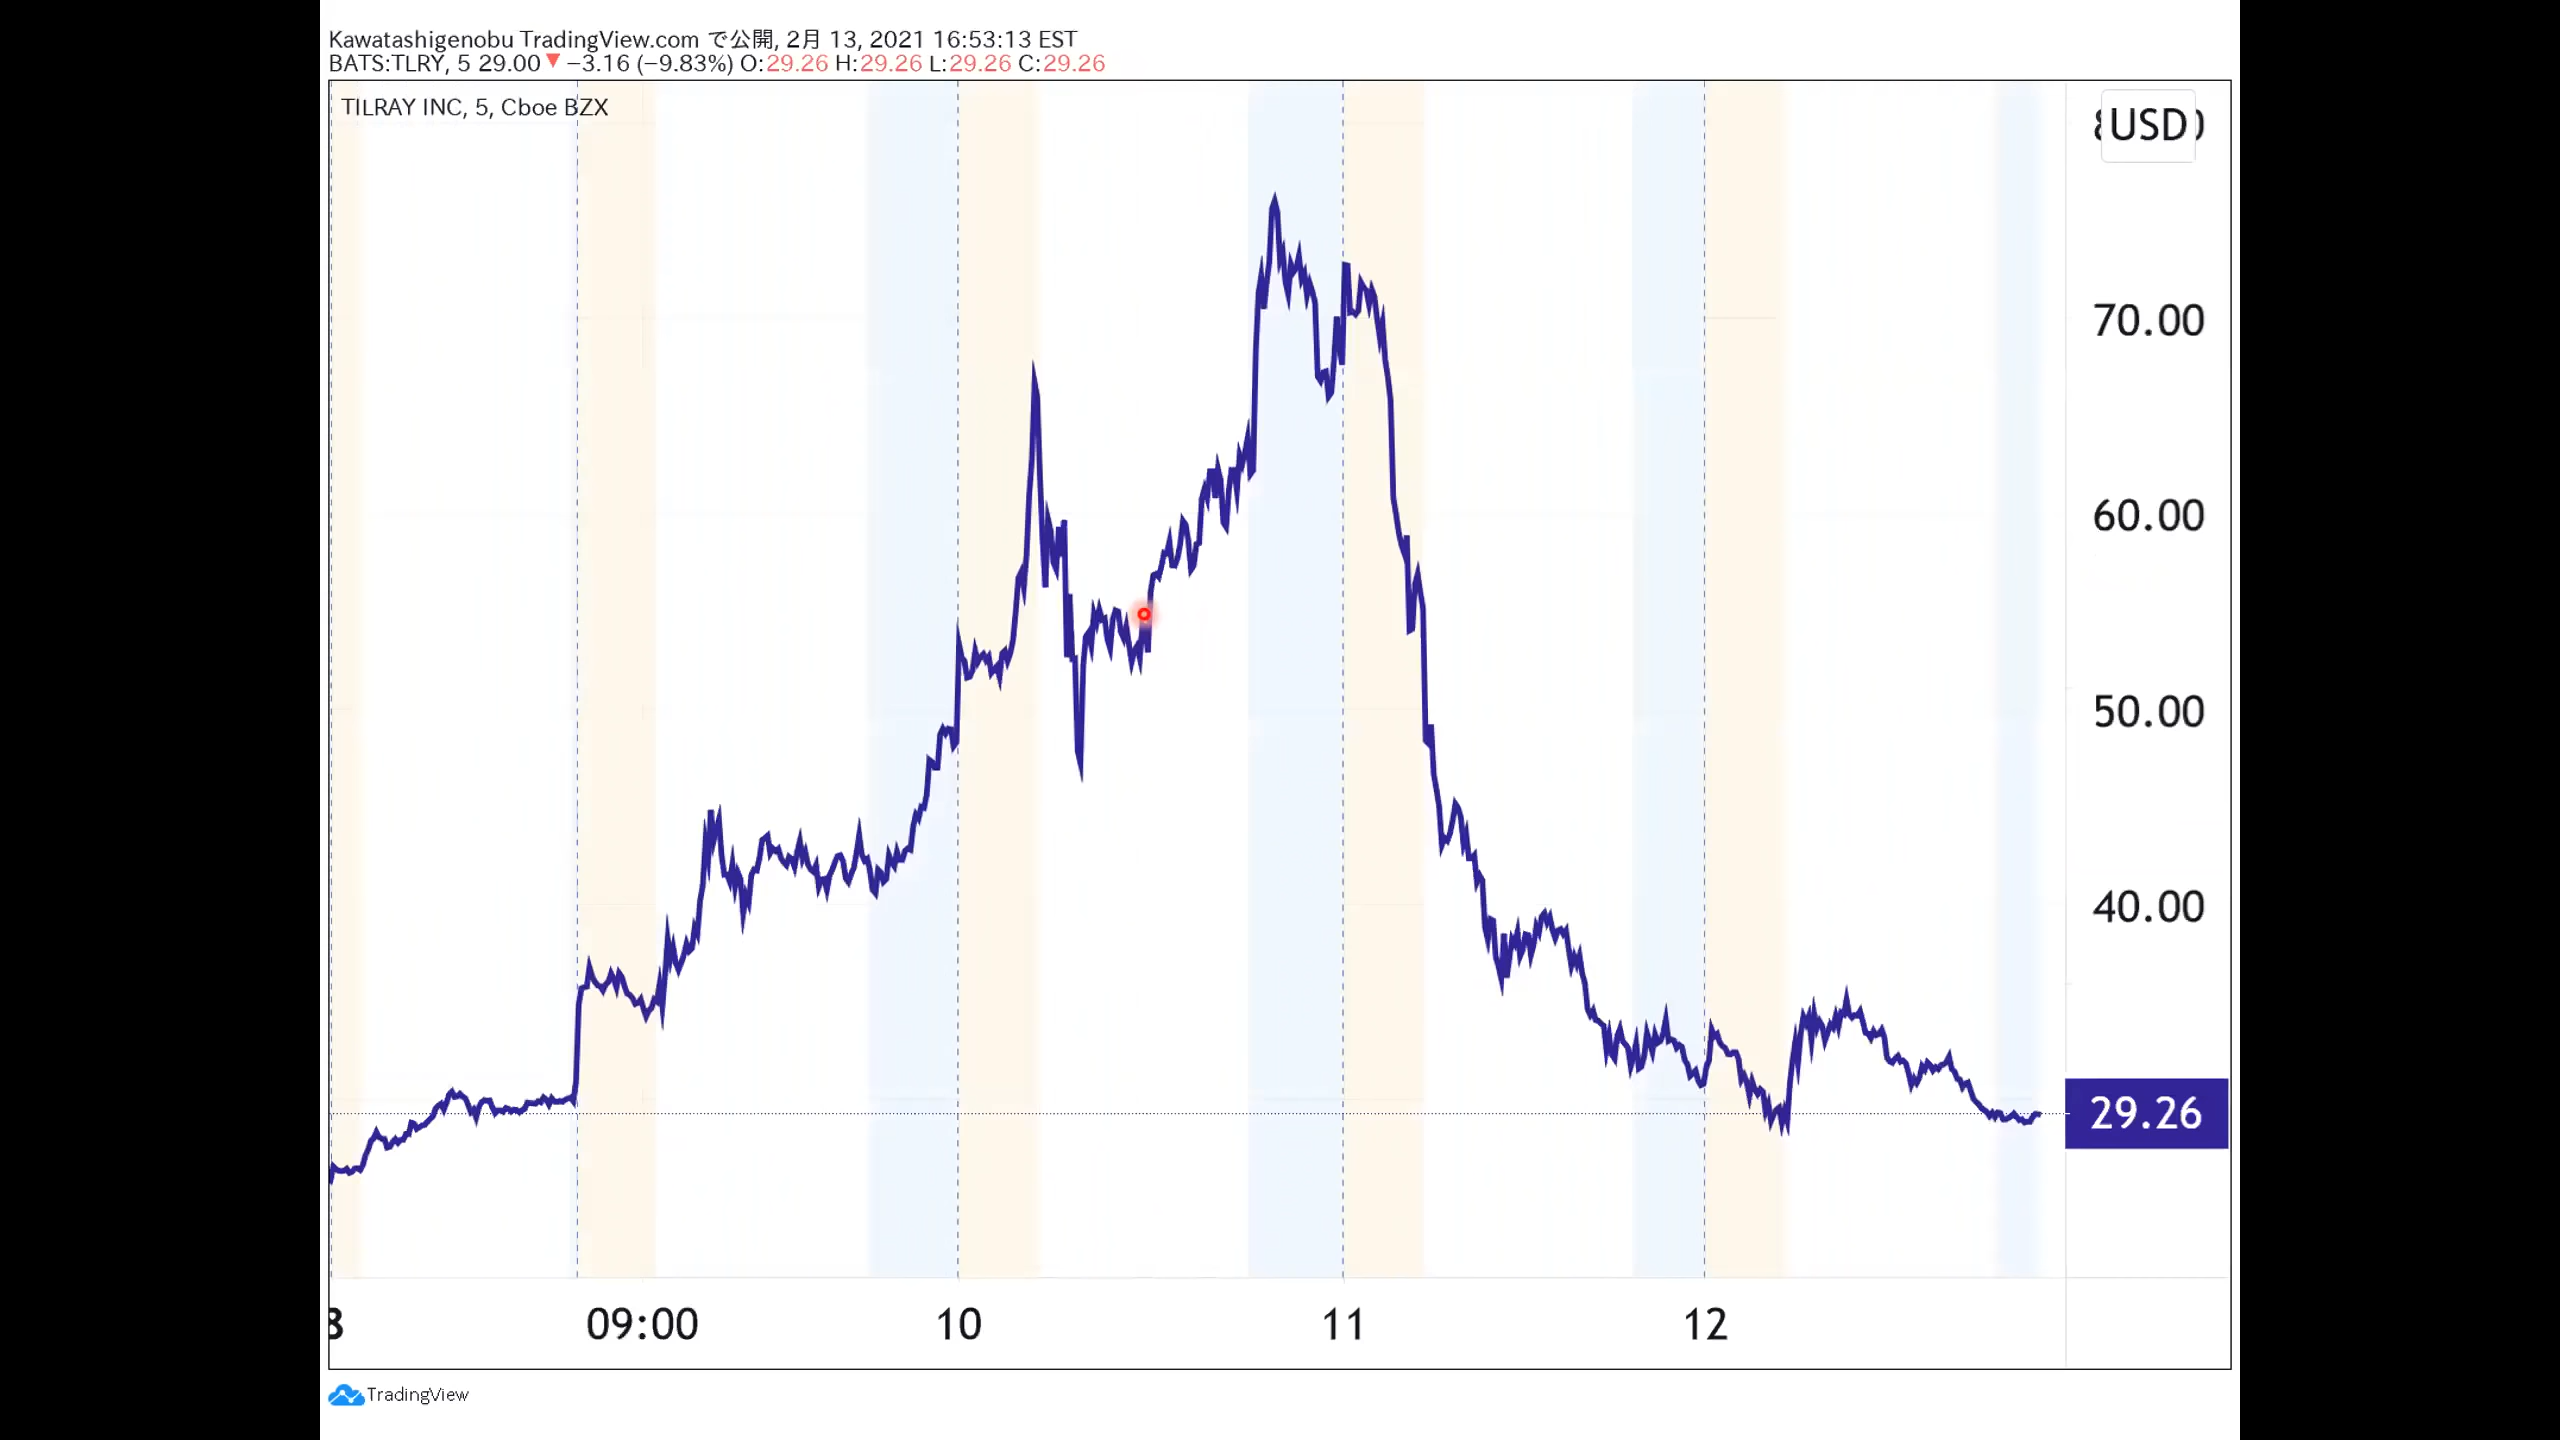 Kawatashigenobu TradingView.com で公開, 2月 13, 2021 16:53:13 EST
BATS:TLRY, 5 29.00▼ −3.16 (−9.83%) O:29.26 H:29.26 L:29.26 C:29.26
TILRAY INC, 5, Cboe BZX
USD
70.00
60.00
50.00
40.00
29.26
8 09:00 10 11 12
TradingView